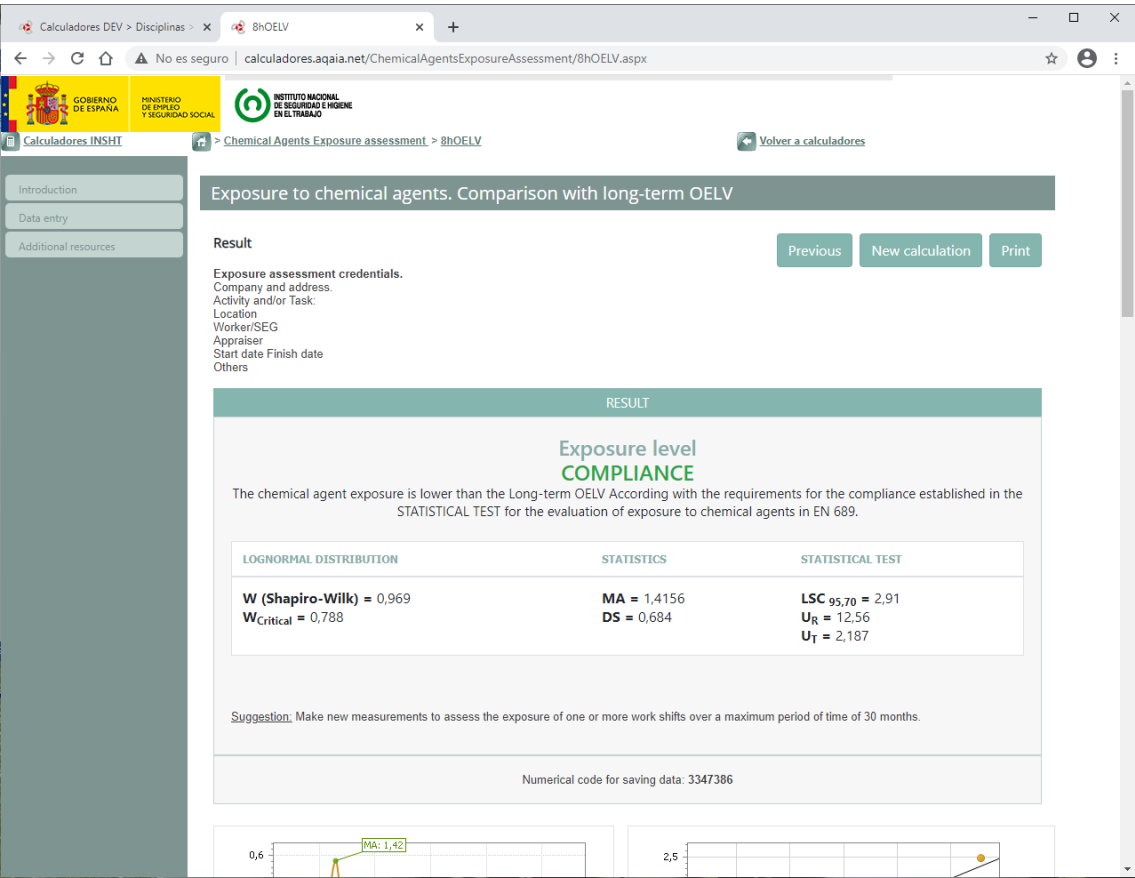 Calculadores DEV > Disciplinas >
8hOELV
No es seguro | calculadores.aqaia.net/ChemicalAgentsExposureAssessment/8hOELV.aspx
GOBIERNO DE ESPAÑA
MINISTERIO DE EMPLEO Y SEGURIDAD SOCIAL
INSTITUTO NACIONAL DE SEGURIDAD E HIGIENE EN EL TRABAJO
Calculadores INSHT
> Chemical Agents Exposure assessment > 8hOELV
Volver a calculadores
Introduction
Data entry
Additional resources
Exposure to chemical agents. Comparison with long-term OELV
Result
Previous
New calculation
Print
Exposure assessment credentials.
Company and address.
Activity and/or Task:
Location
Worker/SEG
Appraiser
Start date Finish date
Others
RESULT
Exposure level
COMPLIANCE
The chemical agent exposure is lower than the Long-term OELV According with the requirements for the compliance established in the
STATISTICAL TEST for the evaluation of exposure to chemical agents in EN 689.
LOGNORMAL DISTRIBUTION STATISTICS STATISTICAL TEST
W (Shapiro-Wilk) = 0,969 MA = 1,4156 LSC 95,70 = 2,91
WCritical = 0,788 DS = 0,684 UR = 12,56
UT = 2,187
Suggestion: Make new measurements to assess the exposure of one or more work shifts over a maximum period of time of 30 months.
Numerical code for saving data: 3347386
MA: 1,42
0,6
2,5